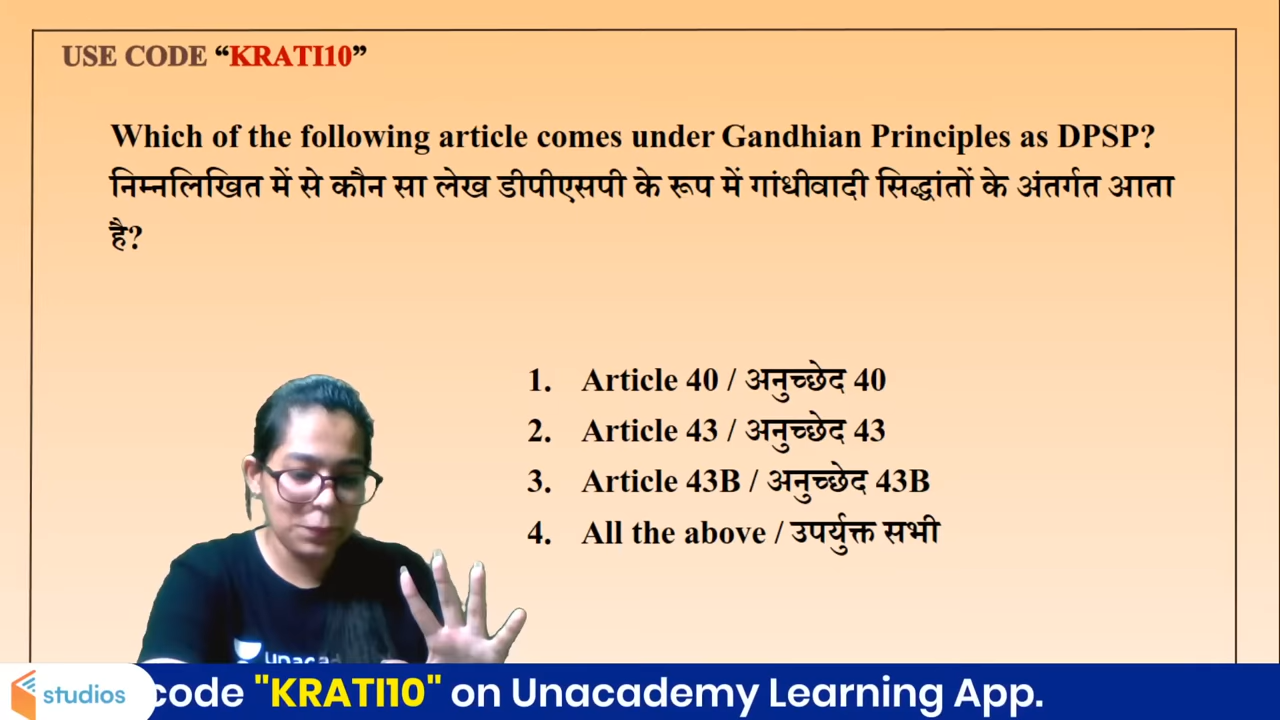 USE CODE “KRATI10”
Which of the following article comes under Gandhian Principles as DPSP?
निम्नलिखित में से कौन सा लेख डीपीएसपी के रूप में गांधीवादी सिद्धांतों के अंतर्गत आता
है?
1. Article 40 / अनुच्छेद 40
2. Article 43 / अनुच्छेद 43
3. Article 43B / अनुच्छेद 43B
4. All the above / उपर्युक्त सभी
studios
code "KRATI10" on Unacademy Learning App.